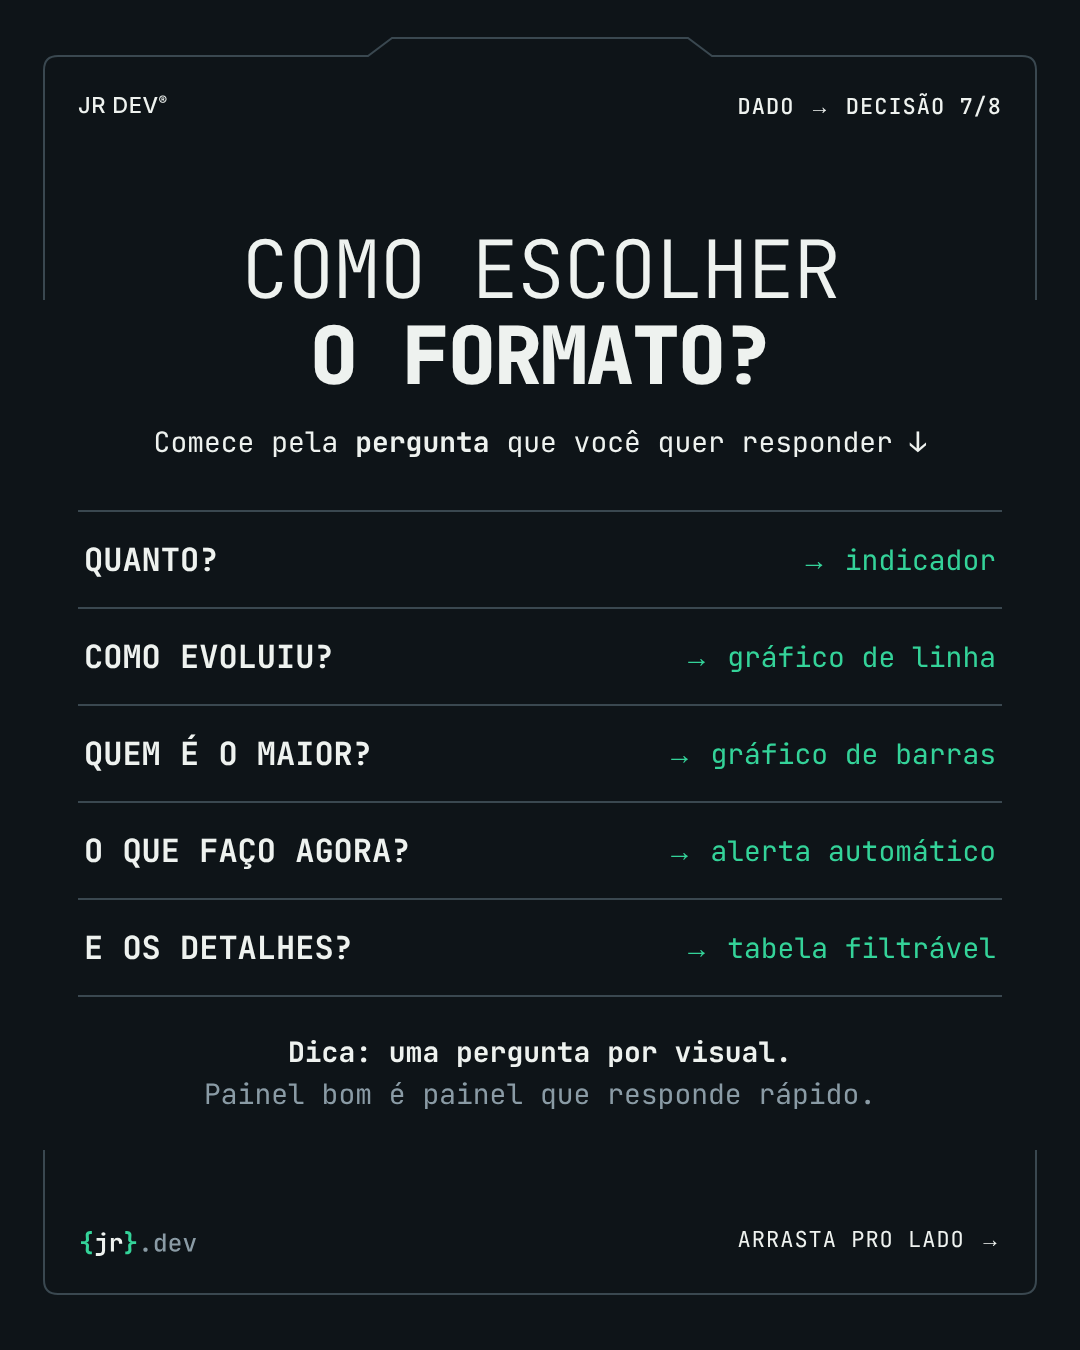 JR DEV®
DADO → DECISÃO 7/8
COMO ESCOLHER
O FORMATO?
Comece pela pergunta que você quer responder ↓
QUANTO? → indicador
COMO EVOLUIU? → gráfico de linha
QUEM É O MAIOR? → gráfico de barras
O QUE FAÇO AGORA? → alerta automático
E OS DETALHES? → tabela filtrável
Dica: uma pergunta por visual.
Painel bom é painel que responde rápido.
{jr}.dev
ARRASTA PRO LADO →